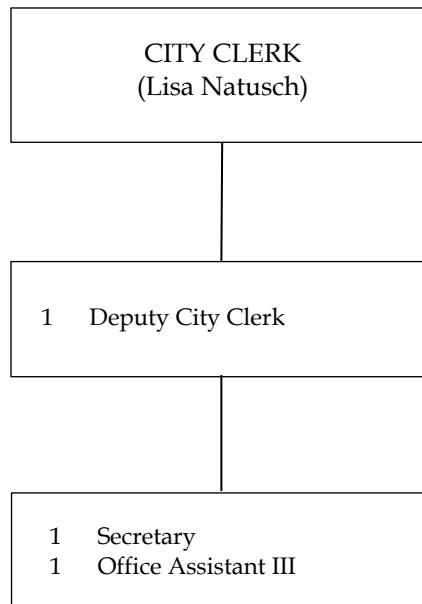 CITY CLERK
(Lisa Natusch)
1 Deputy City Clerk
1 Secretary
1 Office Assistant III